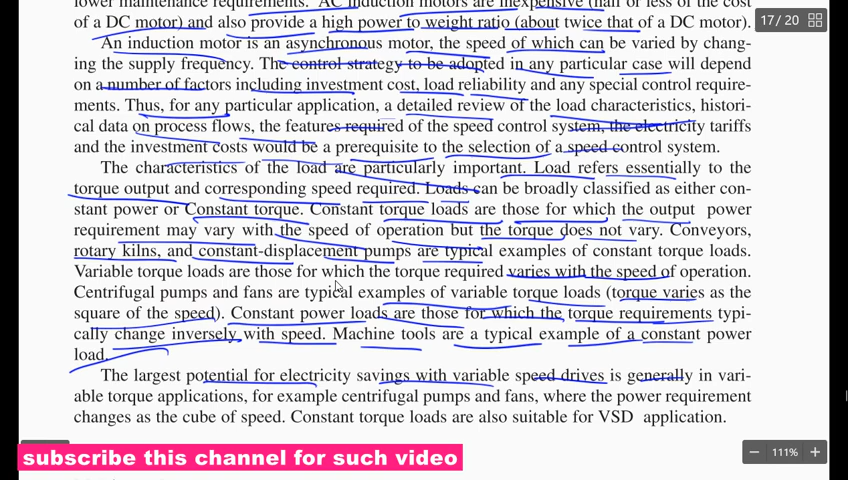 lower maintenance requirements. AC induction motors are inexpensive (half or less of the cost
of a DC motor) and also provide a high power to weight ratio (about twice that of a DC motor).
17 / 20
An induction motor is an asynchronous motor, the speed of which can be varied by chang-
ing the supply frequency. The control strategy to be adopted in any particular case will depend
on a number of factors including investment cost, load reliability and any special control require-
ments. Thus, for any particular application, a detailed review of the load characteristics, histori-
cal data on process flows, the features required of the speed control system, the electricity tariffs
and the investment costs would be a prerequisite to the selection of a speed control system.
The characteristics of the load are particularly important. Load refers essentially to the
torque output and corresponding speed required. Loads can be broadly classified as either con-
stant power or Constant torque. Constant torque loads are those for which the output power
requirement may vary with the speed of operation but the torque does not vary. Conveyors,
rotary kilns, and constant-displacement pumps are typical examples of constant torque loads.
Variable torque loads are those for which the torque required varies with the speed of operation.
Centrifugal pumps and fans are typical examples of variable torque loads (torque varies as the
square of the speed). Constant power loads are those for which the torque requirements typi-
cally change inversely with speed. Machine tools are a typical example of a constant power
load.
The largest potential for electricity savings with variable speed drives is generally in vari-
able torque applications, for example centrifugal pumps and fans, where the power requirement
changes as the cube of speed. Constant torque loads are also suitable for VSD application.
subscribe this channel for such video
111%